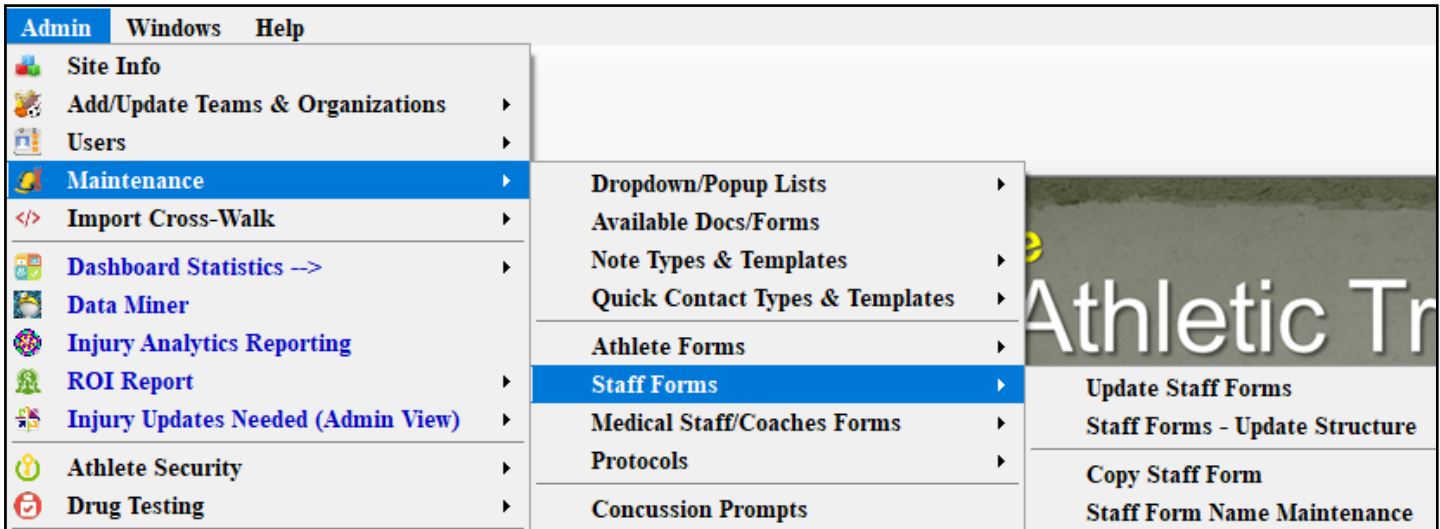 Admin Windows Help
Site Info
Add/Update Teams & Organizations
Users
Maintenance
Import Cross-Walk
Dashboard Statistics -->
Data Miner
Injury Analytics Reporting
ROI Report
Injury Updates Needed (Admin View)
Athlete Security
Drug Testing
Dropdown/Popup Lists
Available Docs/Forms
Note Types & Templates
Quick Contact Types & Templates
Athlete Forms
Staff Forms
Medical Staff/Coaches Forms
Protocols
Concussion Prompts
Athletic Tr
Update Staff Forms
Staff Forms - Update Structure
Copy Staff Form
Staff Form Name Maintenance